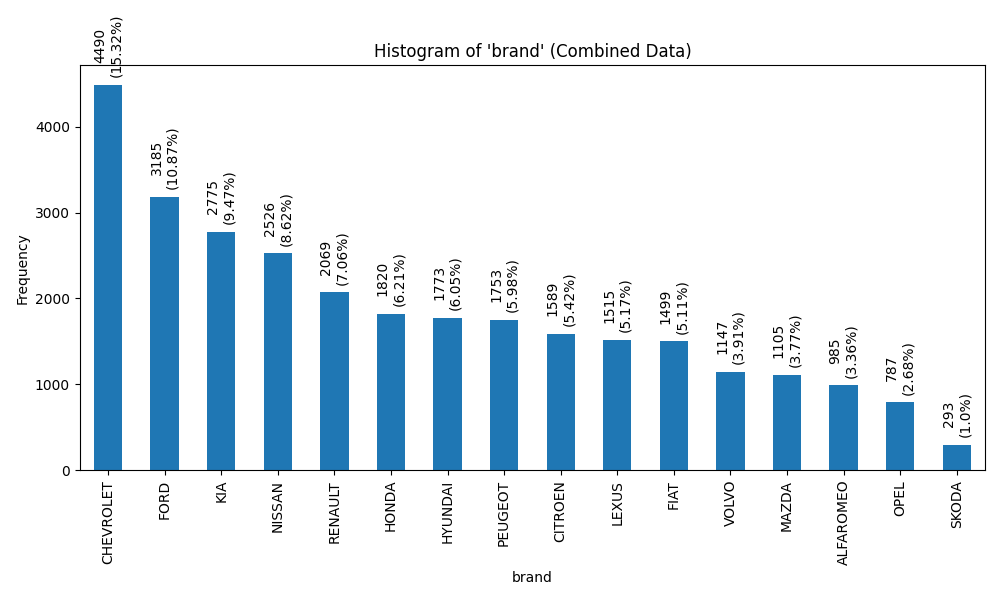 Histogram of 'brand' (Combined Data)
Frequency
4000
3000
2000
1000
0
4490
(15.32%)
3185
(10.87%)
2775
(9.47%)
2526
(8.62%)
2069
(7.06%)
1820
(6.21%)
1773
(6.05%)
1753
(5.98%)
1589
(5.42%)
1515
(5.17%)
1499
(5.11%)
1147
(3.91%)
1105
(3.77%)
985
(3.36%)
787
(2.68%)
293
(1.0%)
CHEVROLET
FORD
KIA
NISSAN
RENAULT
HONDA
HYUNDAI
PEUGEOT
CITROEN
LEXUS
FIAT
VOLVO
MAZDA
ALFAROMEO
OPEL
SKODA
brand